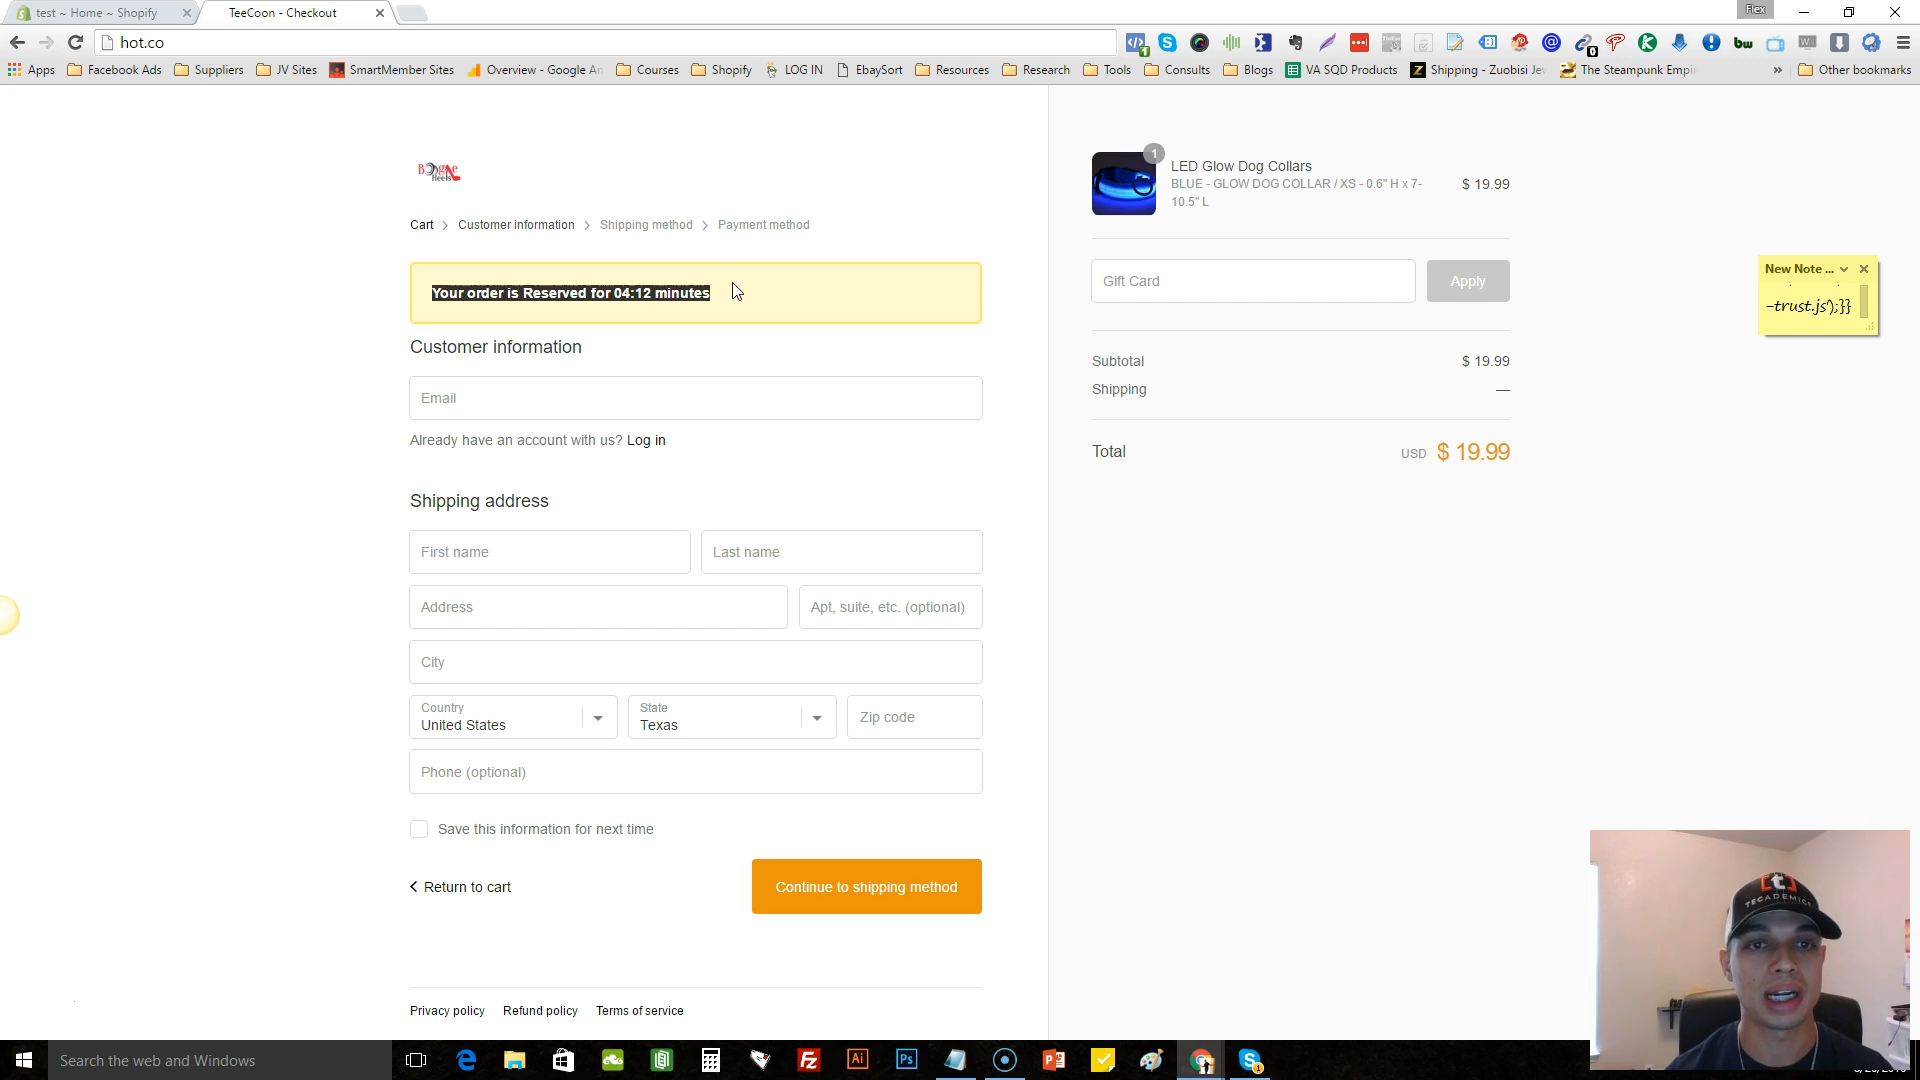 test ~ Home ~ Shopify
TeeCoon - Checkout
Flex
hot.co
Apps
Facebook Ads
Suppliers
JV Sites
SmartMember Sites
Overview - Google An
Courses
Shopify
LOG IN
EbaySort
Resources
Research
Tools
Consults
Blogs
VA SQD Products
Shipping - Zuobisi Jew
The Steampunk Empi
»
Other bookmarks
Heels
Cart > Customer information > Shipping method > Payment method
Your order is Reserved for 04:12 minutes
Customer information
Email
Already have an account with us? Log in
Shipping address
First name
Last name
Address
Apt, suite, etc. (optional)
City
Country
United States
State
Texas
Zip code
Phone (optional)
Save this information for next time
< Return to cart
Continue to shipping method
Privacy policy
Refund policy
Terms of service
1
LED Glow Dog Collars
BLUE - GLOW DOG COLLAR / XS - 0.6" H x 7-
10.5" L
$ 19.99
Gift Card
Apply
Subtotal
$ 19.99
Shipping
—
Total
USD $ 19.99
New Note ...
-trust.js');}}
[t]
TECADEMICS
Search the web and Windows